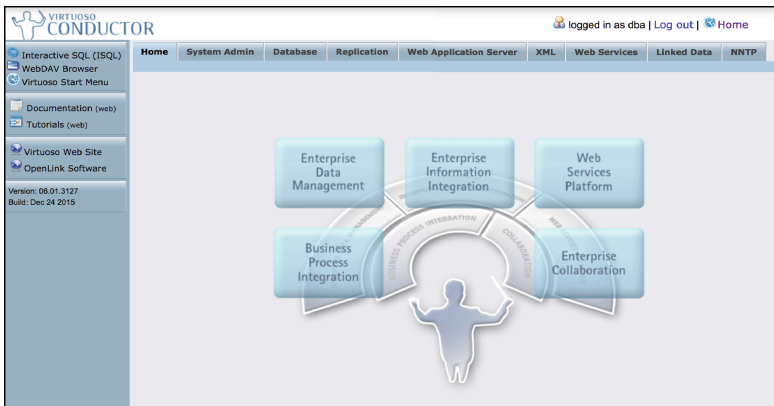 VIRTUOSO
CONDUCTOR
logged in as dba | Log out | Home
Home System Admin Database Replication Web Application Server XML Web Services Linked Data NNTP
Interactive SQL (ISQL)
WebDAV Browser
Virtuoso Start Menu
Documentation (web)
Tutorials (web)
Virtuoso Web Site
OpenLink Software
Version: 06.01.3127
Build: Dec 24 2015
Enterprise
Data
Management
Enterprise
Information
Integration
Web
Services
Platform
Business
Process
Integration
Enterprise
Collaboration
BUSINESS PROCESS INTEGRATION
COLLABORATION